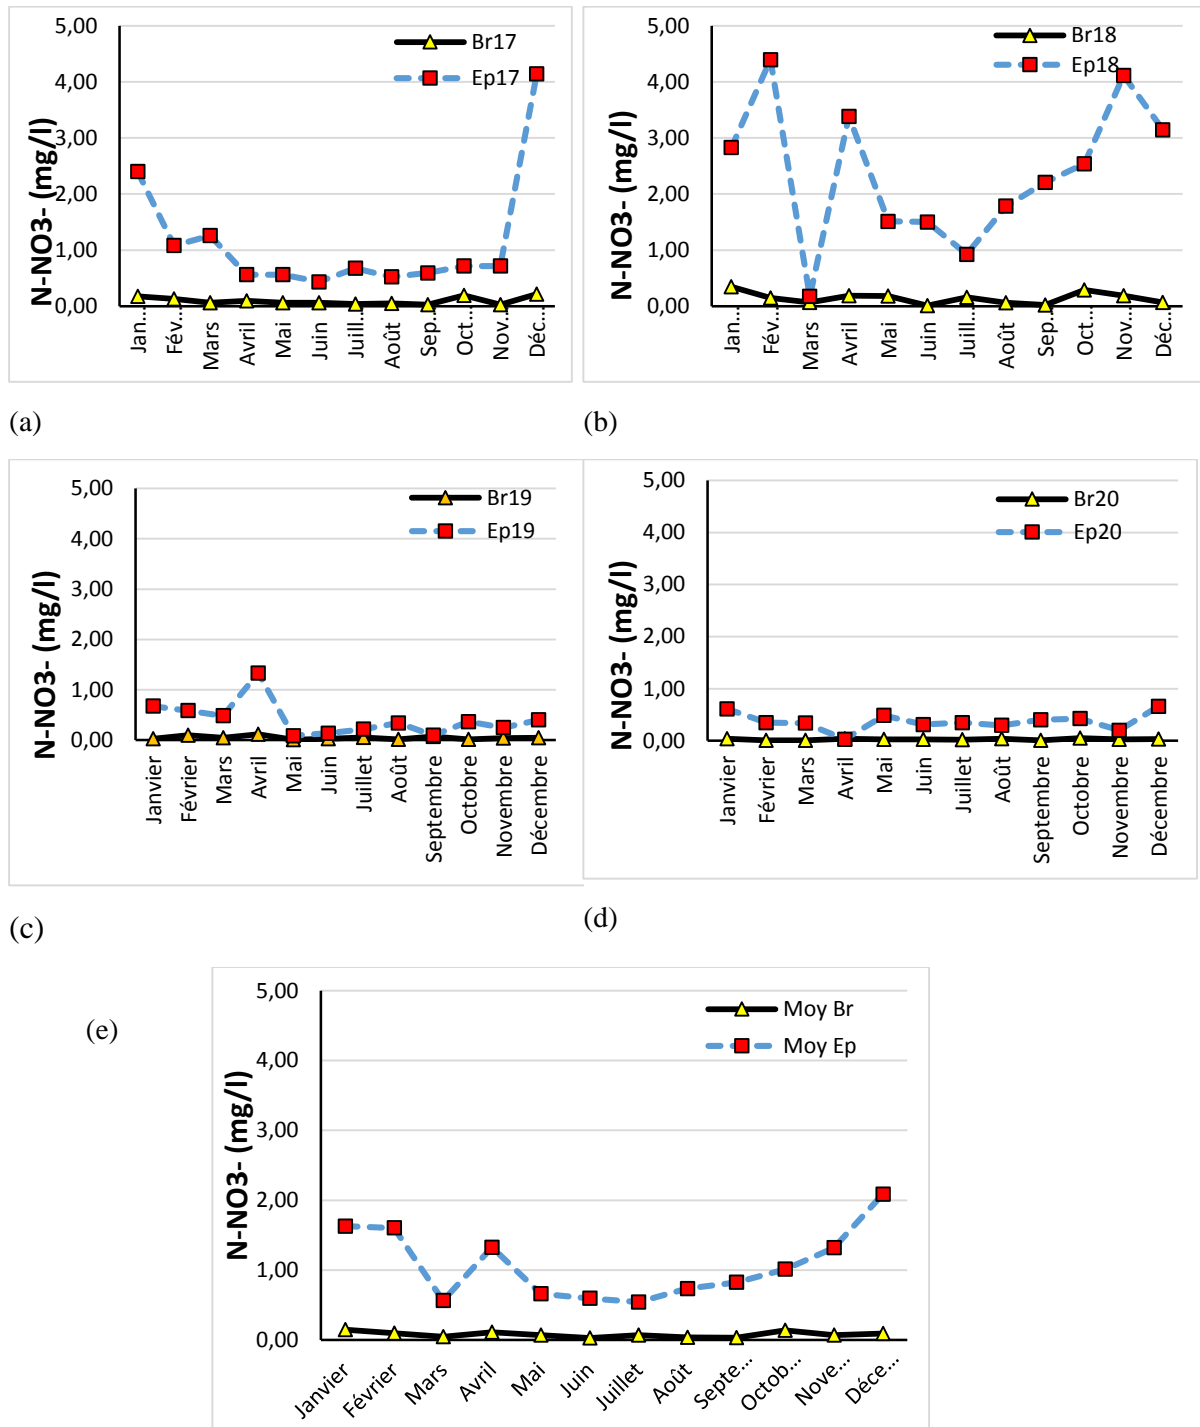 N-NO3- (mg/l)
5,00
4,00
3,00
2,00
1,00
0,00
Br17
Ep17
Jan...
Fév...
Mars
Avril
Mai
Juin
Juill...
Août
Sep...
Oct...
Nov...
Déc...
(a)
N-NO3- (mg/l)
5,00
4,00
3,00
2,00
1,00
0,00
Br18
Ep18
Jan...
Fév...
Mars
Avril
Mai
Juin
Juill...
Août
Sep...
Oct...
Nov...
Déc...
(b)
N-NO3- (mg/l)
5,00
4,00
3,00
2,00
1,00
0,00
Br19
Ep19
Janvier
Février
Mars
Avril
Mai
Juin
Juillet
Août
Septembre
Octobre
Novembre
Décembre
(c)
N-NO3- (mg/l)
5,00
4,00
3,00
2,00
1,00
0,00
Br20
Ep20
Janvier
Février
Mars
Avril
Mai
Juin
Juillet
Août
Septembre
Octobre
Novembre
Décembre
(d)
(e)
N-NO3- (mg/l)
5,00
4,00
3,00
2,00
1,00
0,00
Moy Br
Moy Ep
Janvier
Février
Mars
Avril
Mai
Juin
Juillet
Août
Septe...
Octob...
Nove...
Déce...